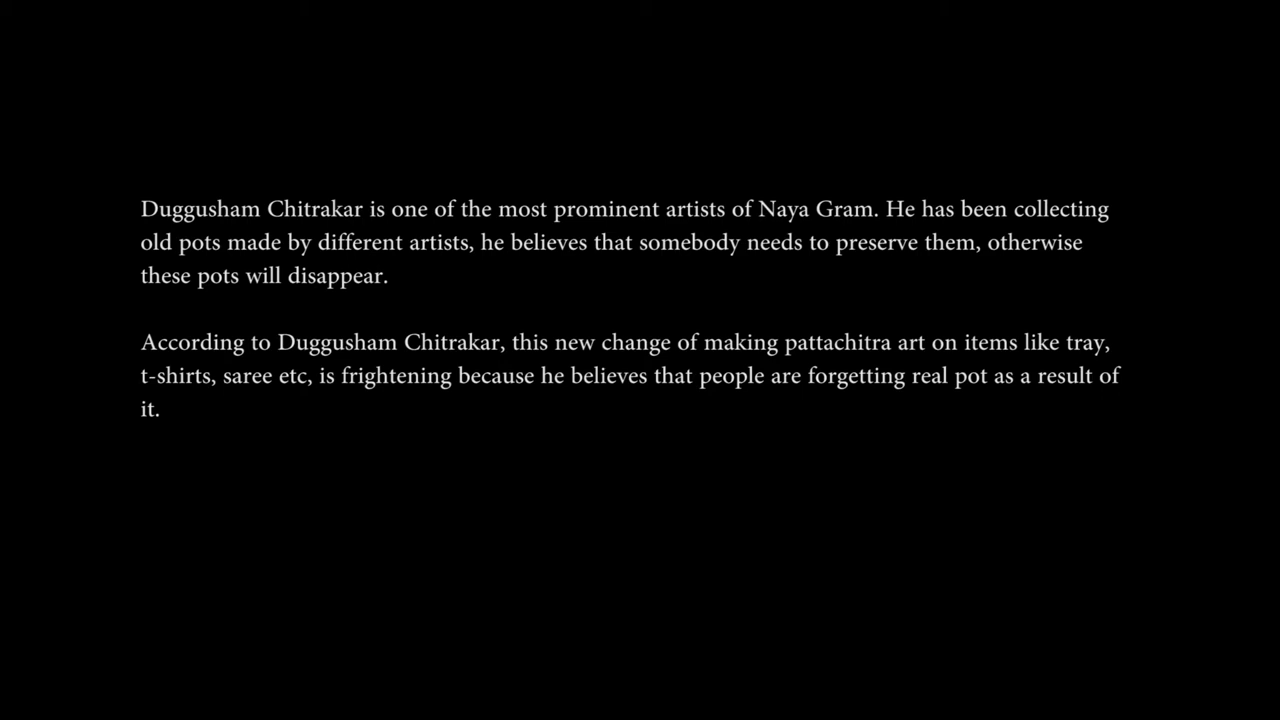 Duggusham Chitrakar is one of the most prominent artists of Naya Gram. He has been collecting
old pots made by different artists, he believes that somebody needs to preserve them, otherwise
these pots will disappear.
According to Duggusham Chitrakar, this new change of making pattachitra art on items like tray,
t-shirts, saree etc, is frightening because he believes that people are forgetting real pot as a result of
it.